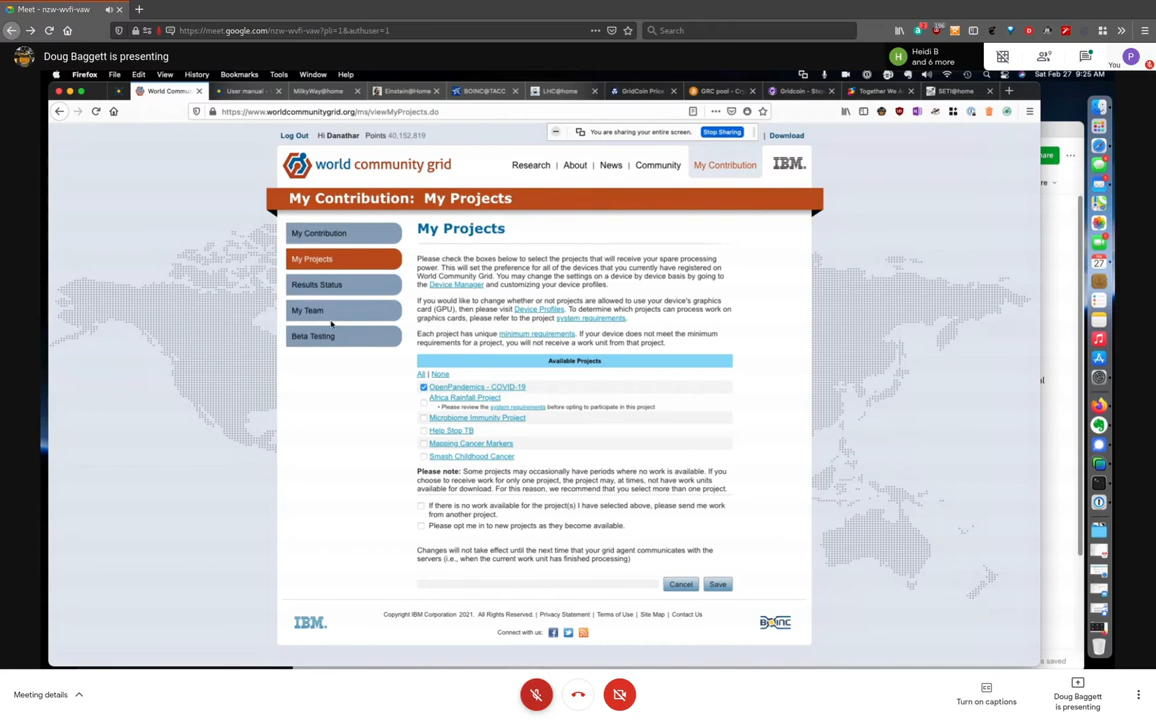 Meet - nzw-wvfi-vaw
https://meet.google.com/nzw-wvfi-vaw?pli=1&authuser=1
Search
196
Doug Baggett is presenting
Heidi B
and 6 more
H
You
P
Firefox File Edit View History Bookmarks Tools Window Help
Sat Feb 27 9:25 AM
World Commu
User manual -
MilkyWay@home
Einstein@Home
BOINC@TACC
LHC@home
GridCoin Price
GRC pool - Cry
Gridcoin - Sho
Together We A
SETI@home
https://www.worldcommunitygrid.org/ms/viewMyProjects.do
Log Out Hi Danathar Points 40,152,819
You are sharing your entire screen. Stop Sharing
Download
world community grid
Research | About | News | Community
My Contribution
IBM
My Contribution: My Projects
My Contribution
My Projects
Results Status
My Team
Beta Testing
My Projects
Please check the boxes below to select the projects that will receive your spare processing
power. This will set the preference for all of the devices that you currently have registered on
World Community Grid. You may change the settings on a device by device basis by going to
the Device Manager and customizing your device profiles.
If you would like to change whether or not projects are allowed to use your device's graphics
card (GPU), then please visit Device Profiles. To determine which projects can process work on
graphics cards, please refer to the project system requirements.
Each project has unique minimum requirements. If your device does not meet the minimum
requirements for a project, you will not receive a work unit from that project.
Available Projects
All | None
OpenPandemics - COVID-19
Africa Rainfall Project
• Please review the system requirements before opting to participate in this project
Microbiome Immunity Project
Help Stop TB
Mapping Cancer Markers
Smash Childhood Cancer
Please note: Some projects may occasionally have periods where no work is available. If you
choose to receive work for only one project, the project may, at times, not have work units
available for download. For this reason, we recommend that you select more than one project.
If there is no work available for the project(s) I have selected above, please send me work
from another project.
Please opt me in to new projects as they become available.
Changes will not take effect until the next time that your grid agent communicates with the
servers (i.e., when the current work unit has finished processing)
Cancel
Save
IBM.
Copyright IBM Corporation 2021. All Rights Reserved. | Privacy Statement | Terms of Use | Site Map | Contact Us
Connect with us:
BOINC
27
Meeting details
Turn on captions
Doug Baggett
is presenting